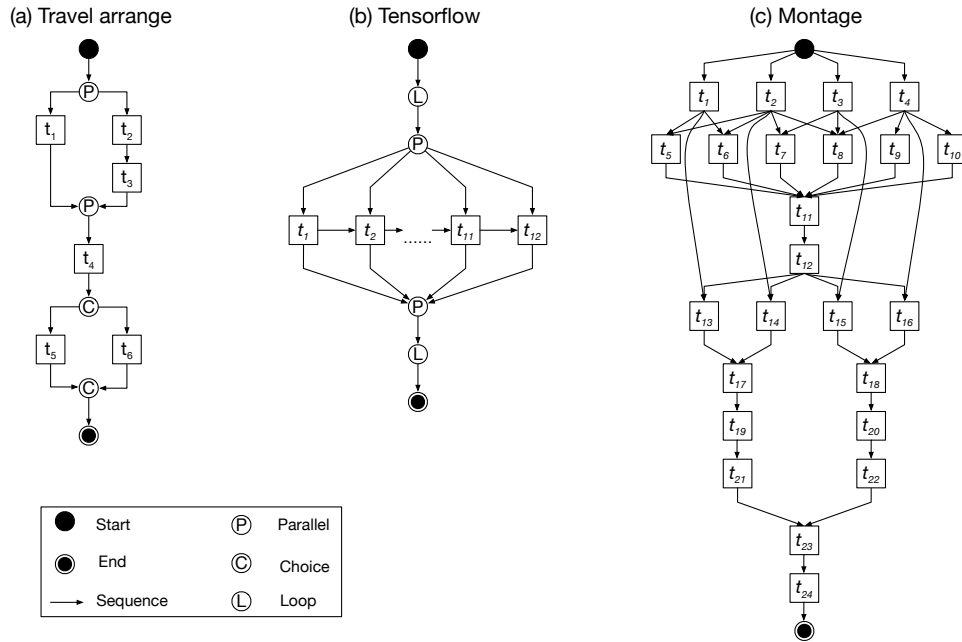 (a) Travel arrange
(b) Tensorflow
(c) Montage
P
t1 t2
t3
P
t4
C
t5 t6
C
L
P
t1 t2 ...... t11 t12
P
L
t1 t2 t3 t4
t5 t6 t7 t8 t9 t10
t11
t12
t13 t14 t15 t16
t17 t18
t19 t20
t21 t22
t23
t24
Start P Parallel
End C Choice
Sequence L Loop